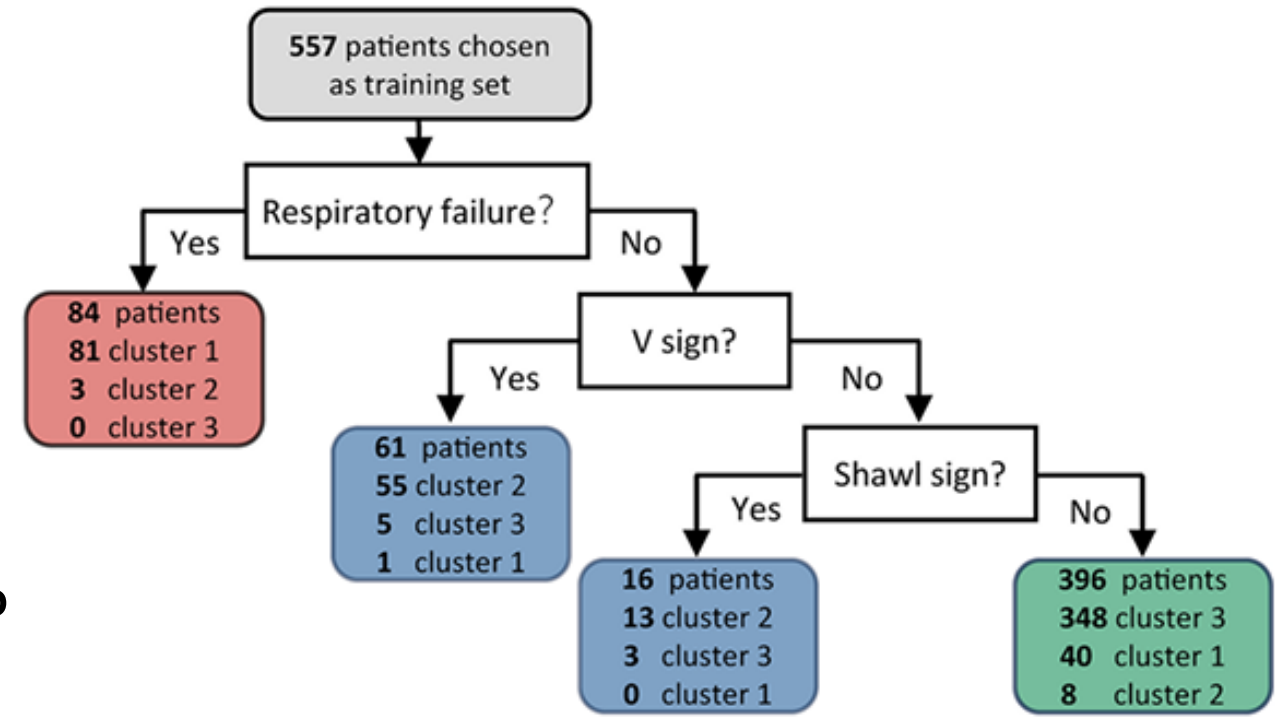 557 patients chosen
as training set
Respiratory failure?
Yes
No
84 patients
81 cluster 1
3 cluster 2
0 cluster 3
V sign?
Yes
No
61 patients
55 cluster 2
5 cluster 3
1 cluster 1
Shawl sign?
Yes
No
16 patients
13 cluster 2
3 cluster 3
0 cluster 1
396 patients
348 cluster 3
40 cluster 1
8 cluster 2